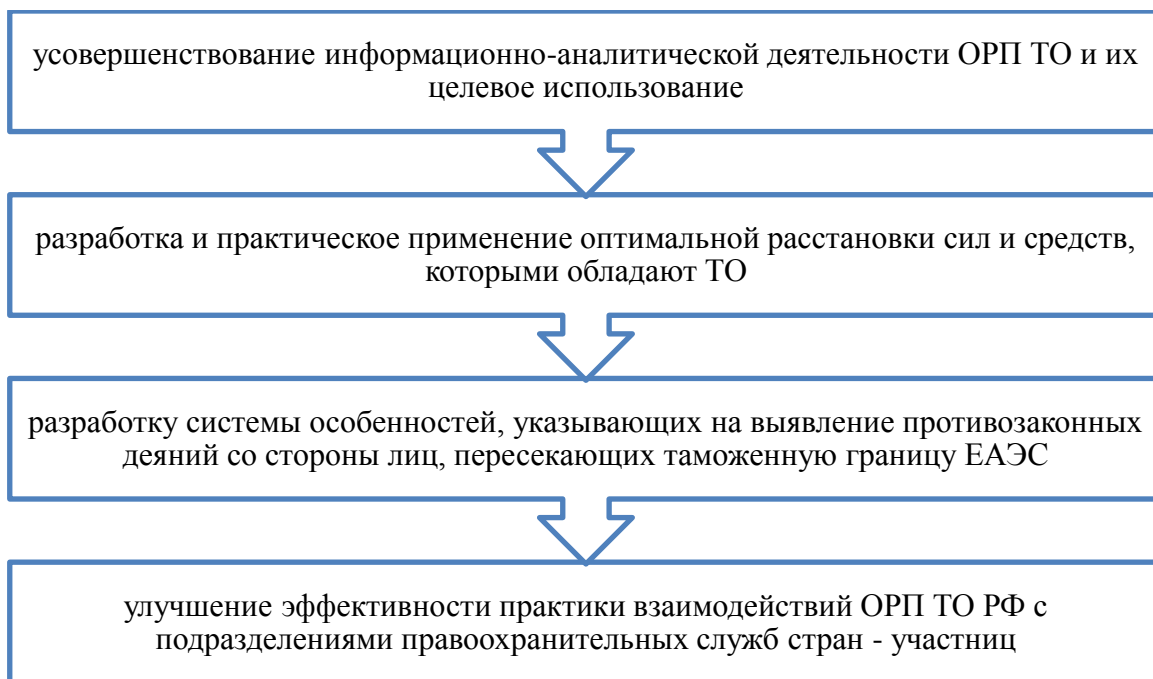 усовершенствование информационно-аналитической деятельности ОРП ТО и их
целевое использование
разработка и практическое применение оптимальной расстановки сил и средств,
которыми обладают ТО
разработку системы особенностей, указывающих на выявление противозаконных
деяний со стороны лиц, пересекающих таможенную границу ЕАЭС
улучшение эффективности практики взаимодействий ОРП ТО РФ с
подразделениями правоохранительных служб стран - участниц